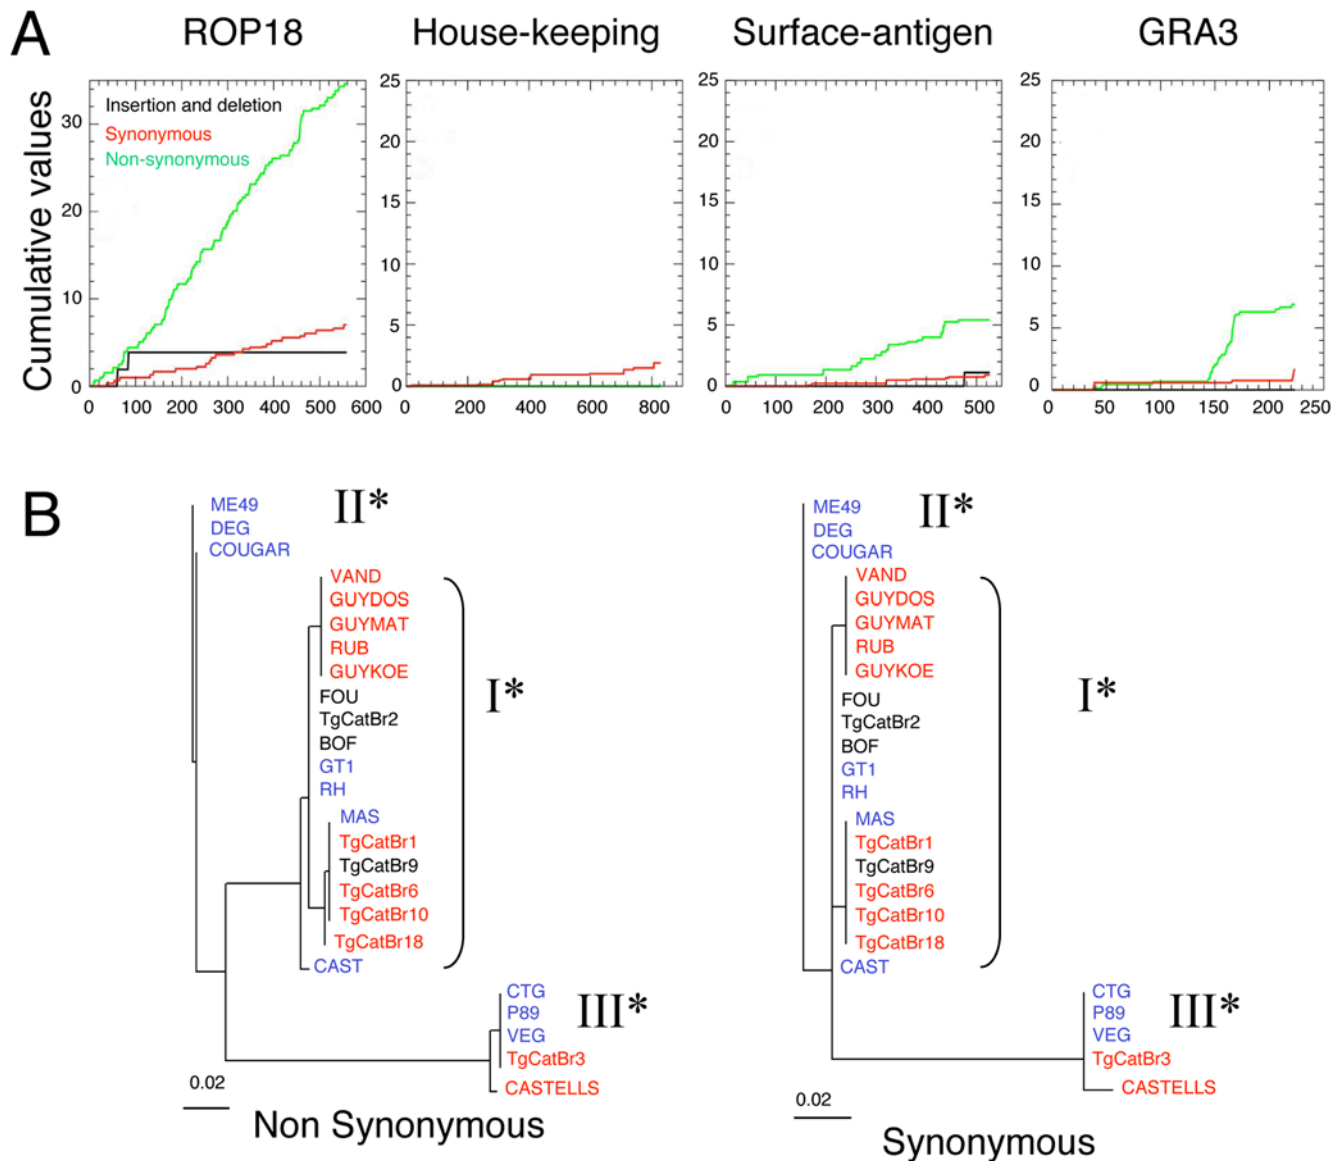 A
ROP18
House-keeping
Surface-antigen
GRA3
Cumulative values
Insertion and deletion
Synonymous
Non-synonymous
30
20
10
0
0 100 200 300 400 500 600
25
20
15
10
5
0
0 200 400 600 800
25
20
15
10
5
0
0 100 200 300 400 500
25
20
15
10
5
0
0 50 100 150 200 250
B
ME49
DEG
COUGAR
II*
VAND
GUYDOS
GUYMAT
RUB
GUYKOE
FOU
TgCatBr2
BOF
GT1
RH
MAS
TgCatBr1
TgCatBr9
TgCatBr6
TgCatBr10
TgCatBr18
CAST
I*
CTG
P89
VEG
TgCatBr3
CASTELLS
III*
0.02
Non Synonymous
ME49
DEG
COUGAR
II*
VAND
GUYDOS
GUYMAT
RUB
GUYKOE
FOU
TgCatBr2
BOF
GT1
RH
MAS
TgCatBr1
TgCatBr9
TgCatBr6
TgCatBr10
TgCatBr18
CAST
I*
CTG
P89
VEG
TgCatBr3
CASTELLS
III*
0.02
Synonymous